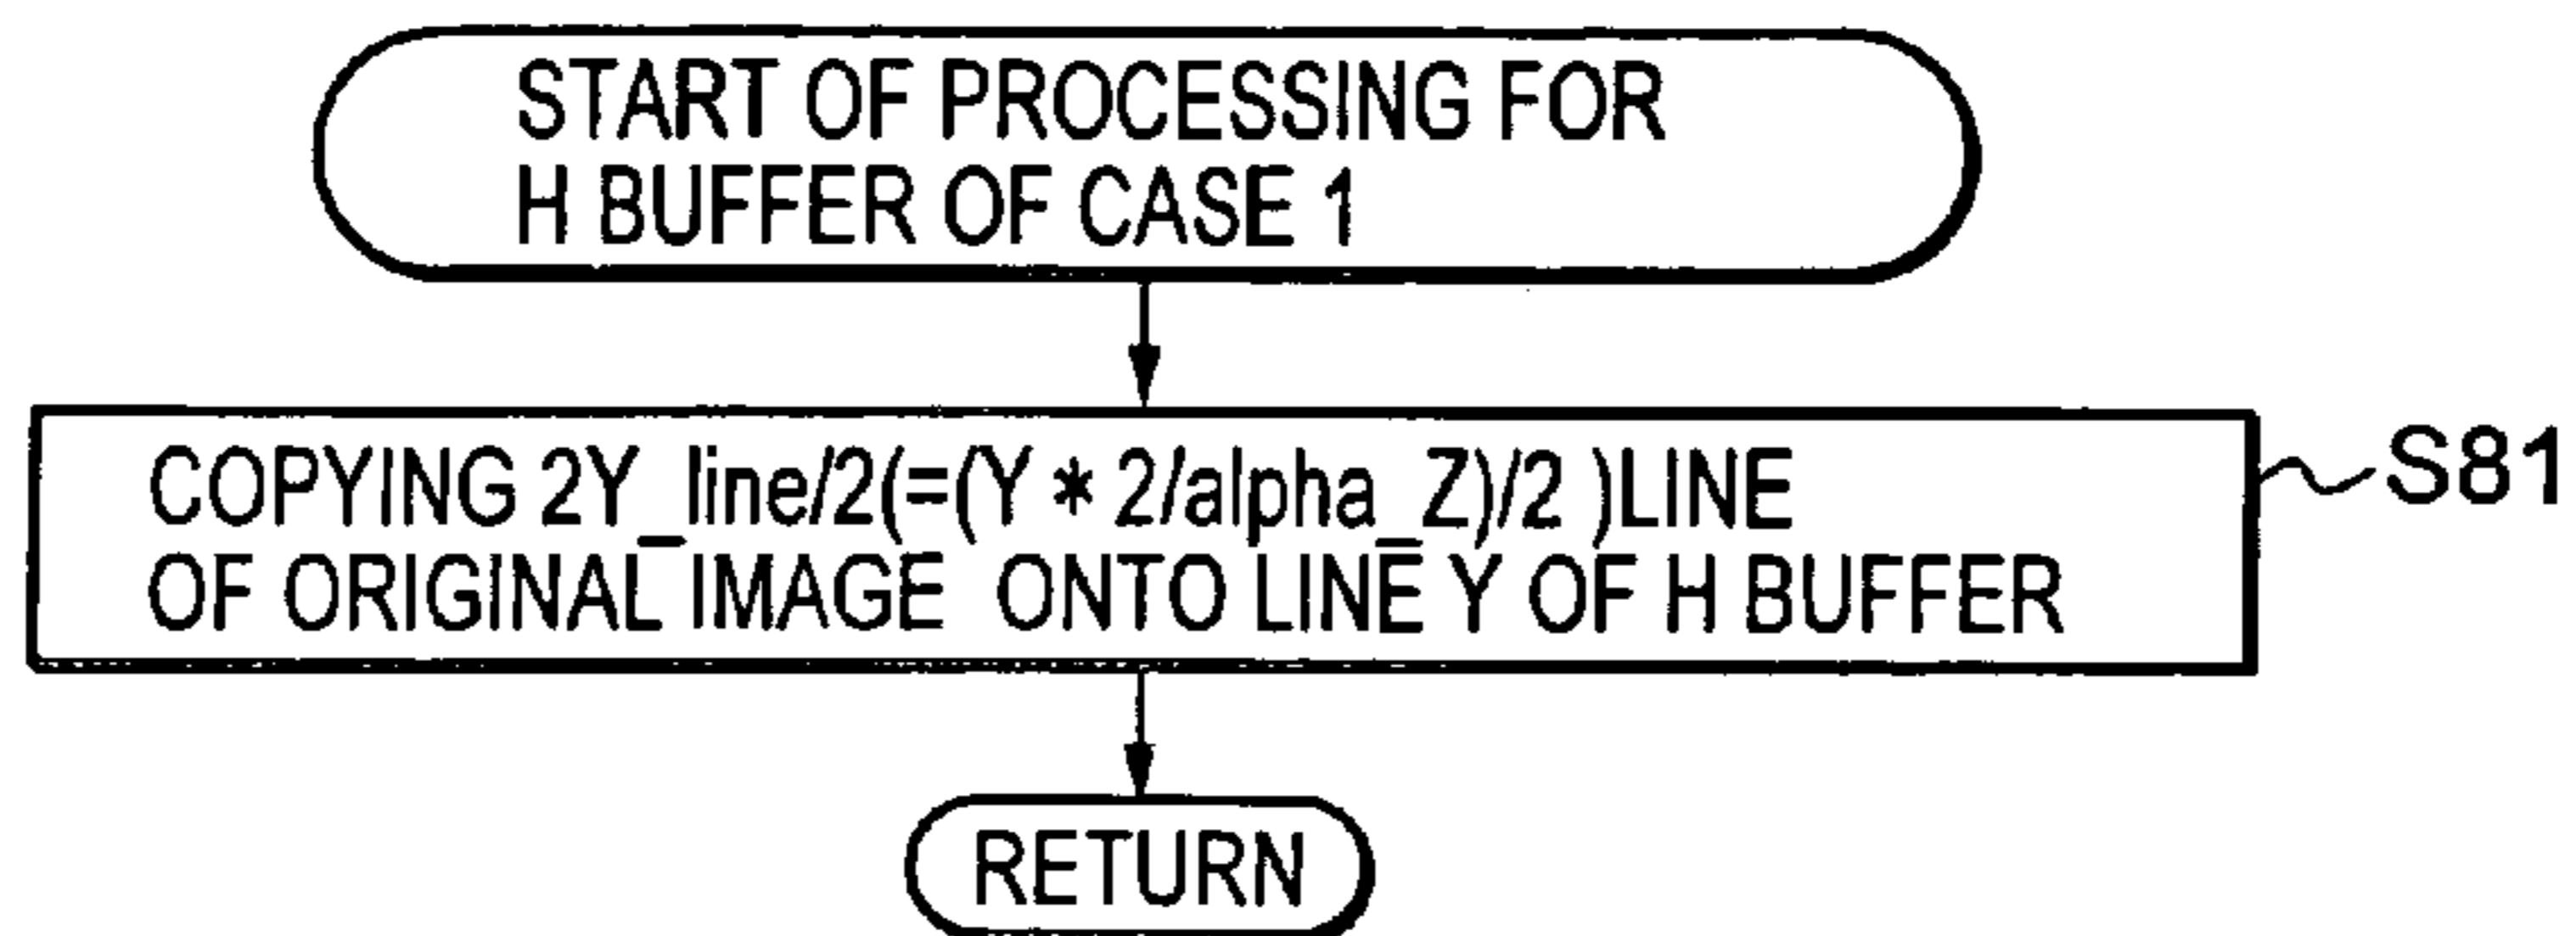 START OF PROCESSING FOR
H BUFFER OF CASE 1
COPYING 2Y_line/2(=(Y * 2/alpha_Z)/2 )LINE
OF ORIGINAL IMAGE ONTO LINE Y OF H BUFFER
S81
RETURN